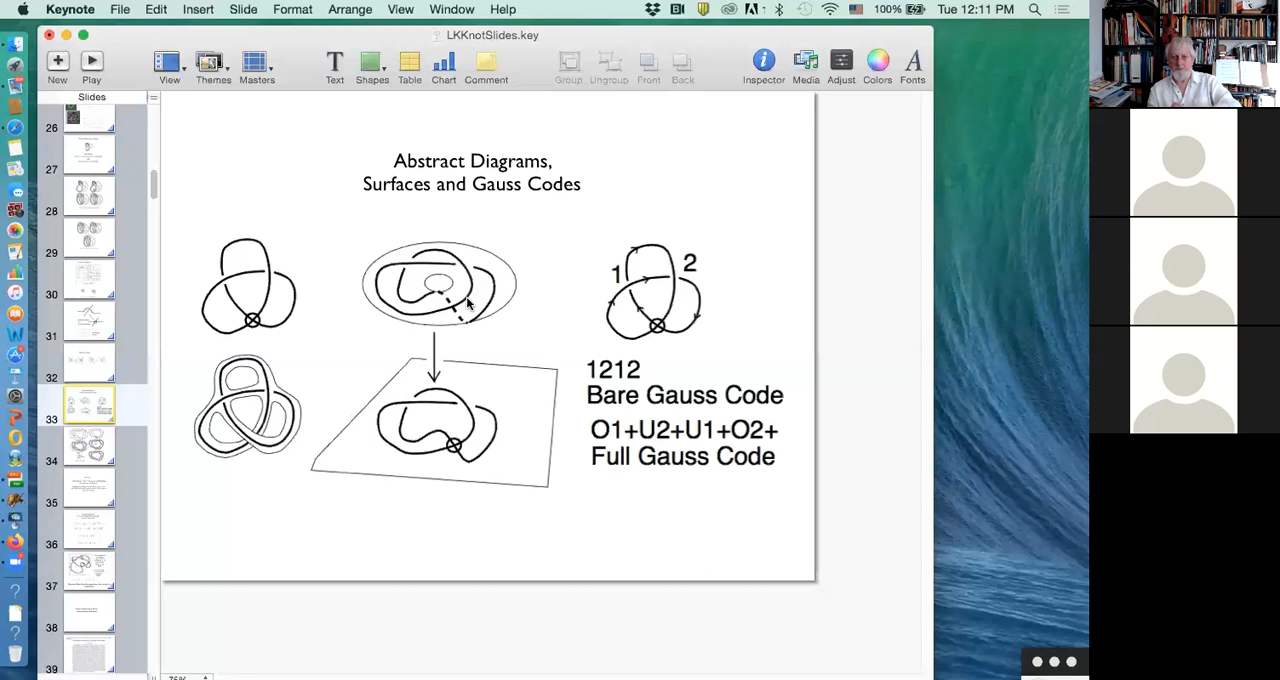 Keynote File Edit Insert Slide Format Arrange View Window Help 100% Tue 12:11 PM
LKKnotSlides.key
New Play View Themes Masters Text Shapes Table Chart Comment Group Ungroup Front Back Inspector Media Adjust Colors Fonts
Slides
26
27
28
29
30
31
32
33
34
35
36
37
38
39
Abstract Diagrams,
Surfaces and Gauss Codes
1 2
1212
Bare Gauss Code
O1+U2+U1+O2+
Full Gauss Code
75%